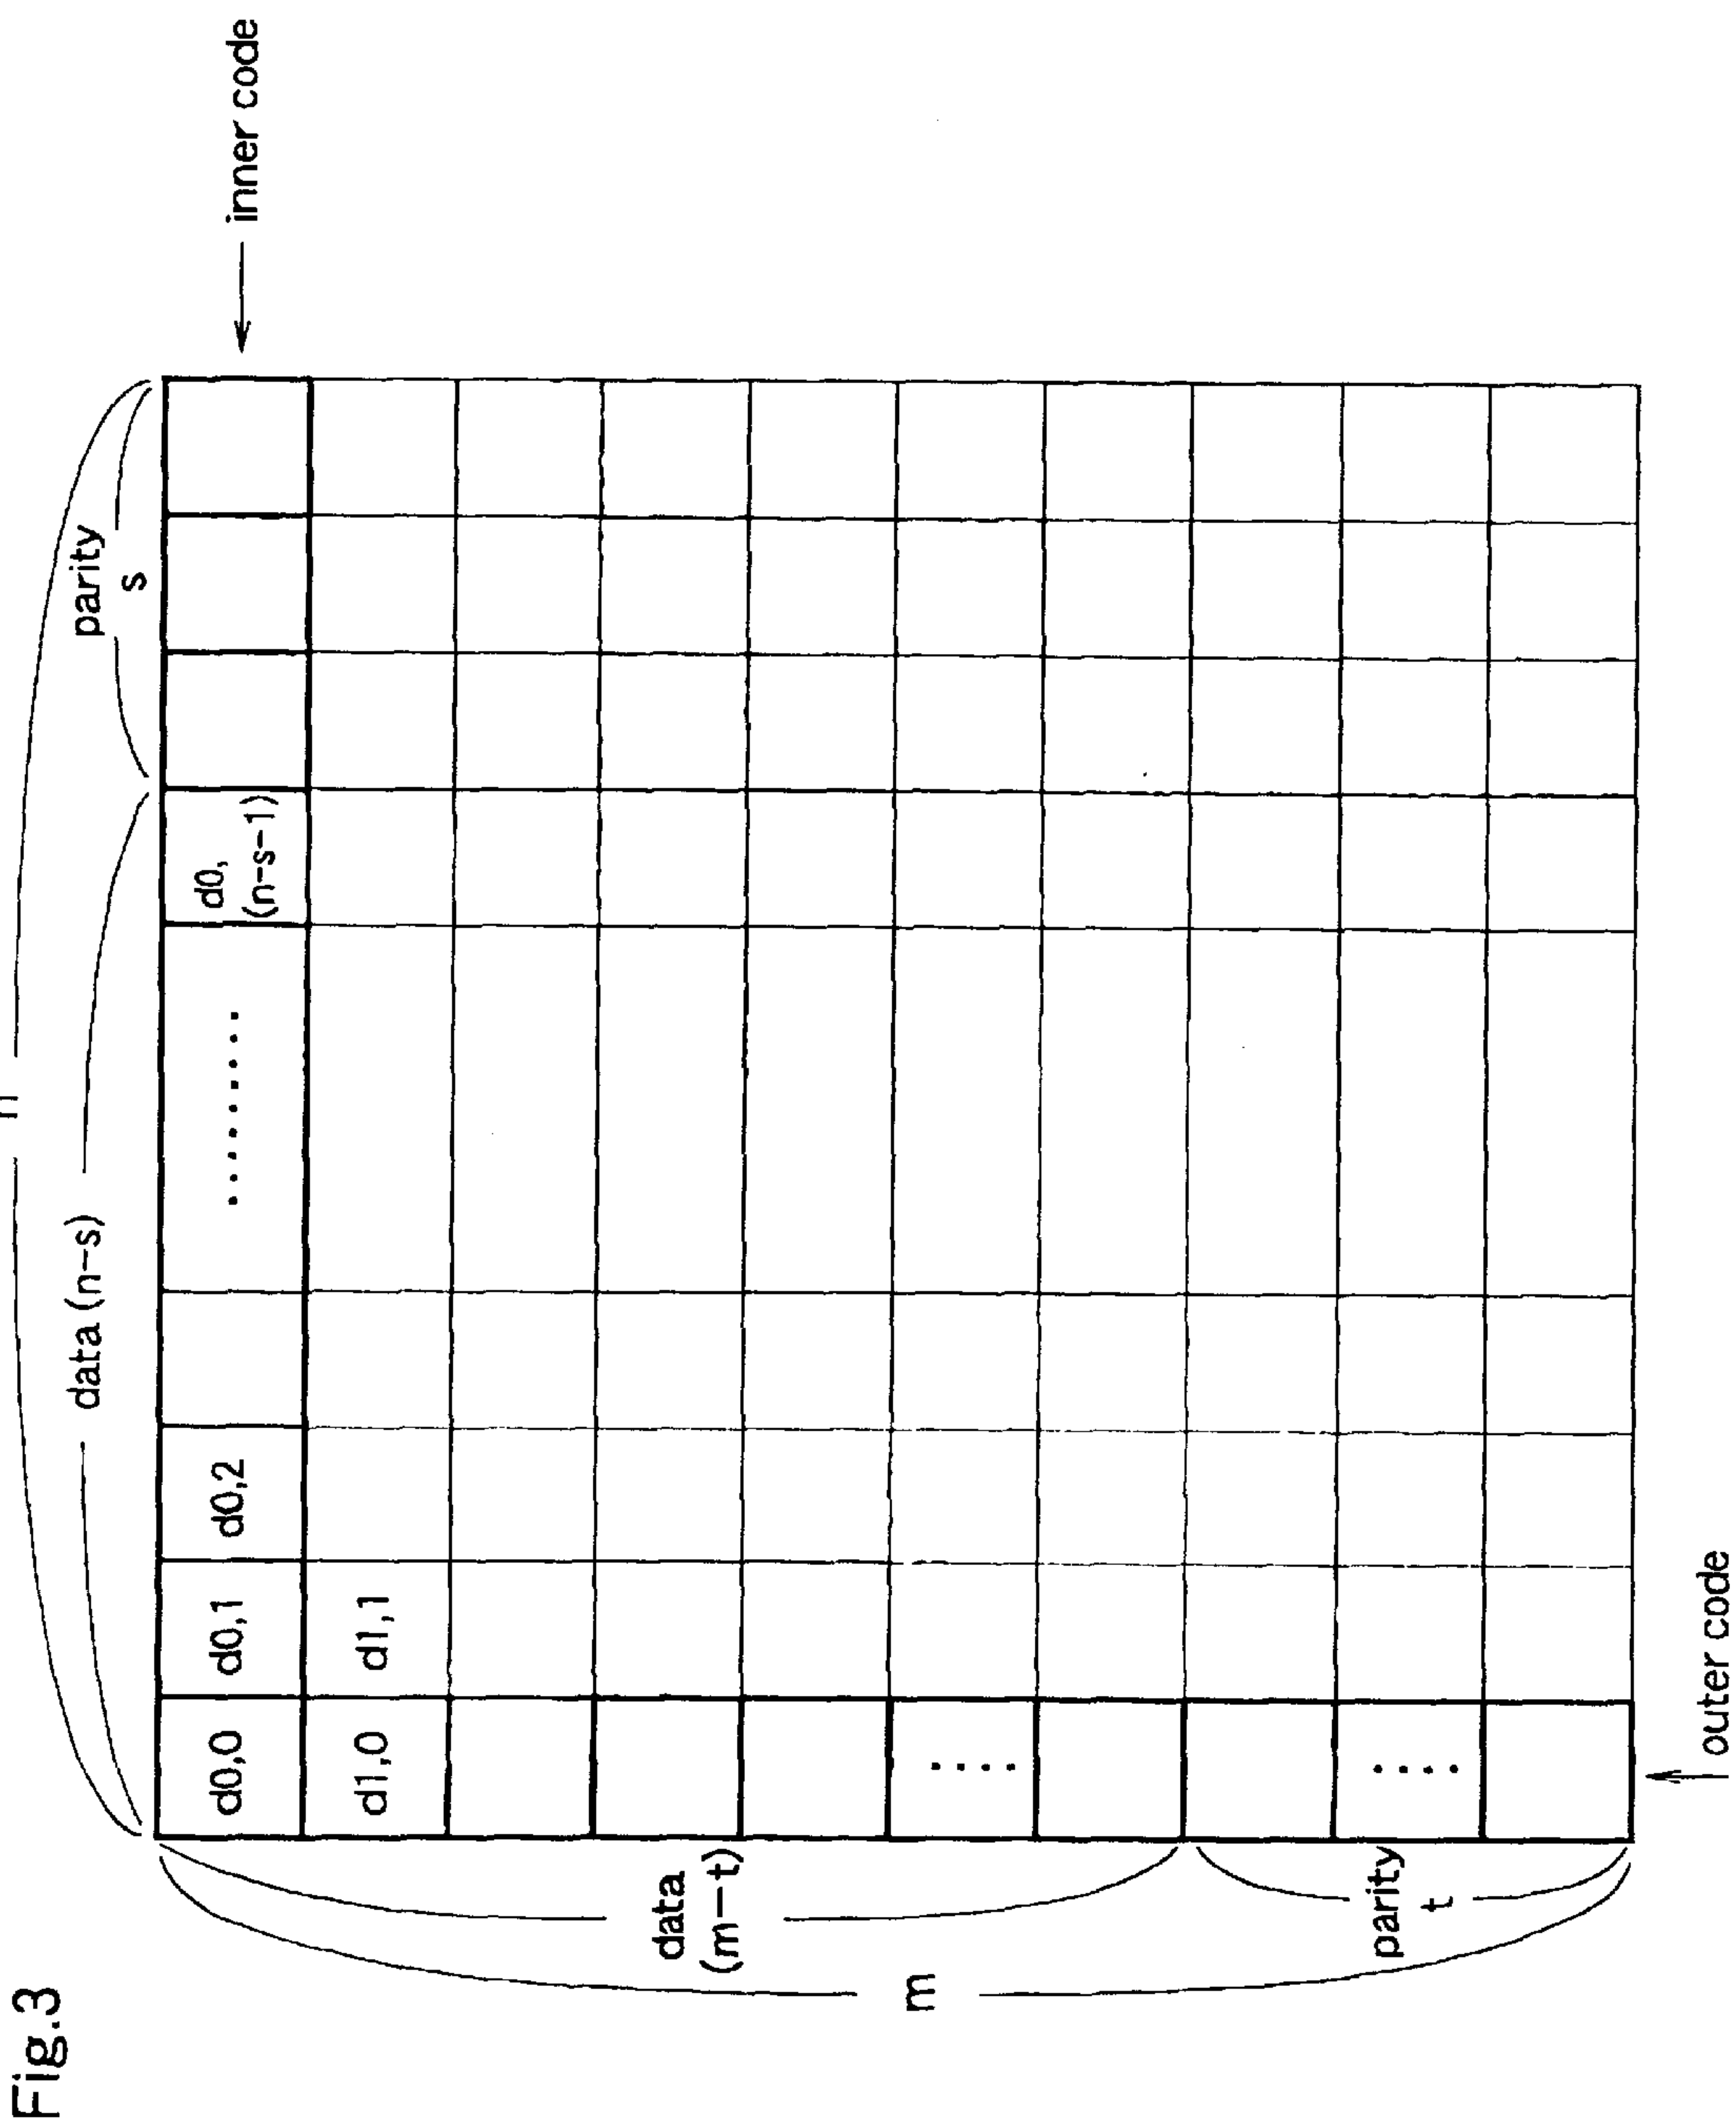 Fig.3
n
data (n-s)
parity
s
d0,0
d0,1
d0,2
.........
d0,
(n-s-1)
inner code
d1,0
d1,1
data
(m-t)
m
....
parity
t
....
outer code